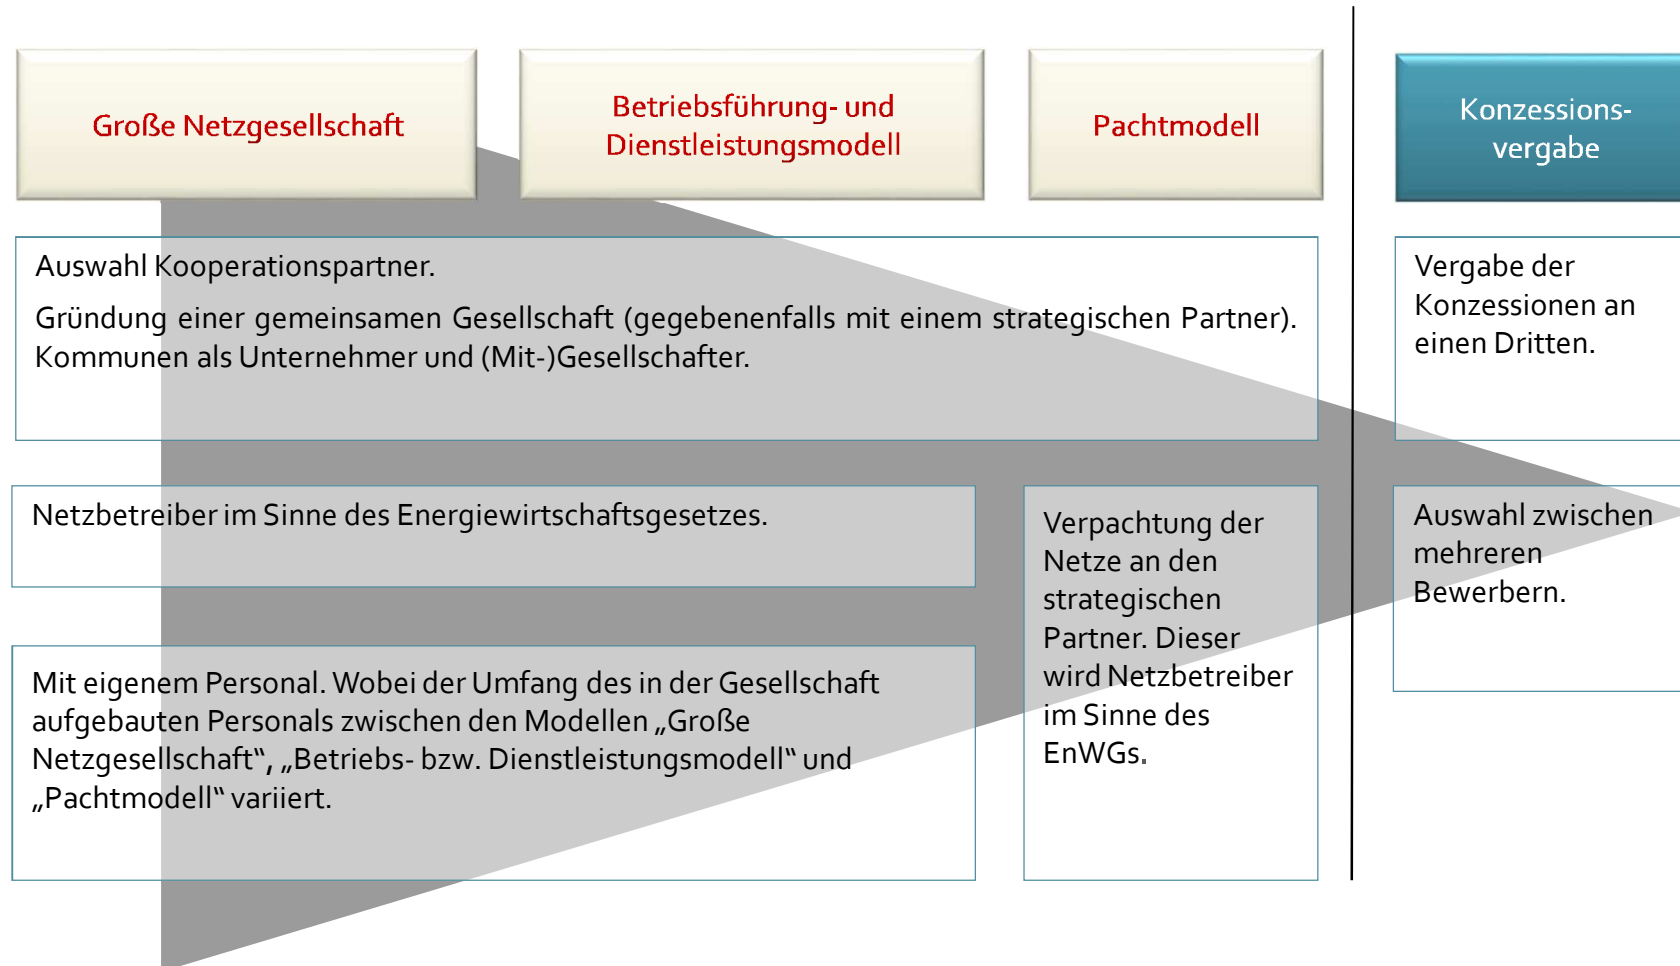 Große Netzgesellschaft
Betriebsführung- und
Dienstleistungsmodell
Pachtmodell
Konzessions-
vergabe
Auswahl Kooperationspartner.
Gründung einer gemeinsamen Gesellschaft (gegebenenfalls mit einem strategischen Partner).
Kommunen als Unternehmer und (Mit-)Gesellschafter.
Vergabe der
Konzessionen an
einen Dritten.
Netzbetreiber im Sinne des Energiewirtschaftsgesetzes.
Mit eigenem Personal. Wobei der Umfang des in der Gesellschaft
aufgebauten Personals zwischen den Modellen „Große
Netzgesellschaft“, „Betriebs- bzw. Dienstleistungsmodell“ und
„Pachtmodell“ variiert.
Verpachtung der
Netze an den
strategischen
Partner. Dieser
wird Netzbetreiber
im Sinne des
EnWGs.
Auswahl zwischen
mehreren
Bewerbern.